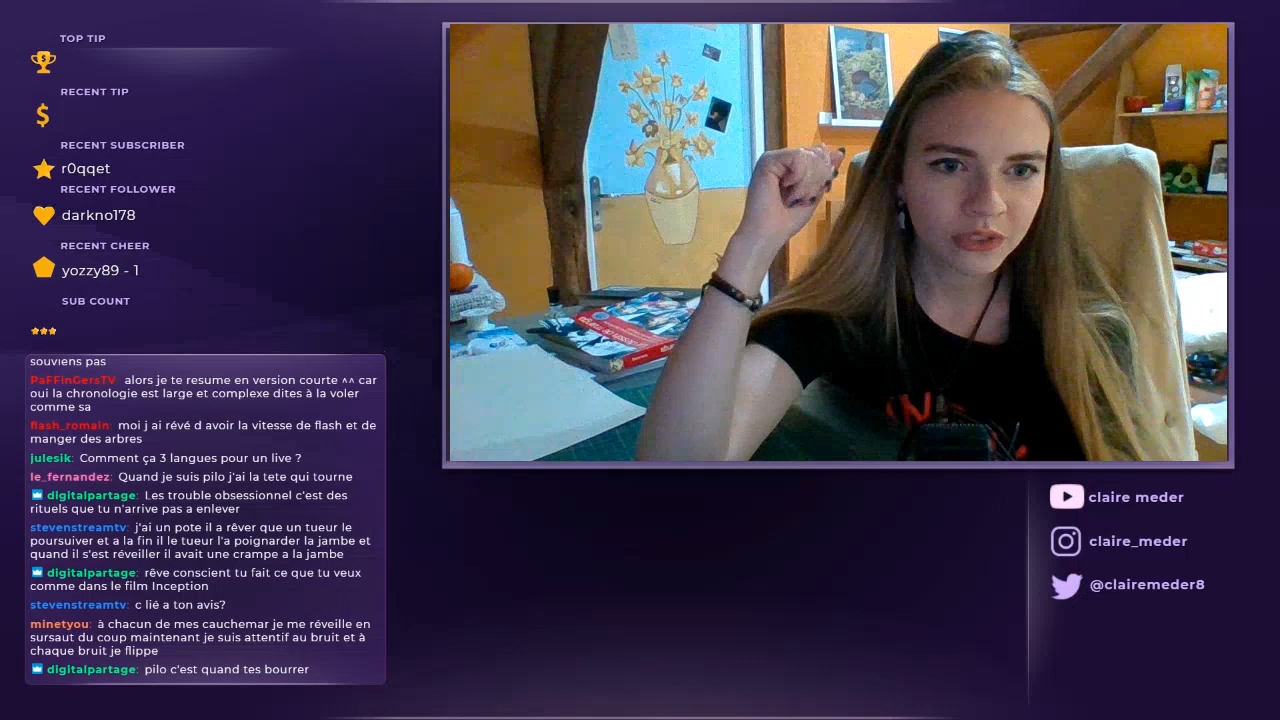 TOP TIP
RECENT TIP
RECENT SUBSCRIBER
r0qqet
RECENT FOLLOWER
darkno178
RECENT CHEER
yozzy89 - 1
SUB COUNT
souviens pas
PaFFinGersTV alors je te resume en version courte ^^ car
oui la chronologie est large et complexe dites à la voler
comme sa
flash_romain moi j ai révé d avoir la vitesse de flash et de
manger des arbres
julesik: Comment ça 3 langues pour un live ?
le_fernandez: Quand je suis pilo j'ai la tete qui tourne
digitalpartage: Les trouble obsessionnel c'est des
rituels que tu n'arrive pas a enlever
stevenstreamtv: j'ai un pote il a rêver que un tueur le
poursuiver et a la fin il le tueur l'a poignarder la jambe et
quand il s'est réveiller il avait une crampe a la jambe
digitalpartage: rêve conscient tu fait ce que tu veux
comme dans le film Inception
stevenstreamtv: c lié a ton avis?
minetyou: à chacun de mes cauchemar je me réveille en
sursaut du coup maintenant je suis attentif au bruit et à
chaque bruit je flippe
digitalpartage: pilo c'est quand tes bourrer
claire meder
claire_meder
@clairemeder8